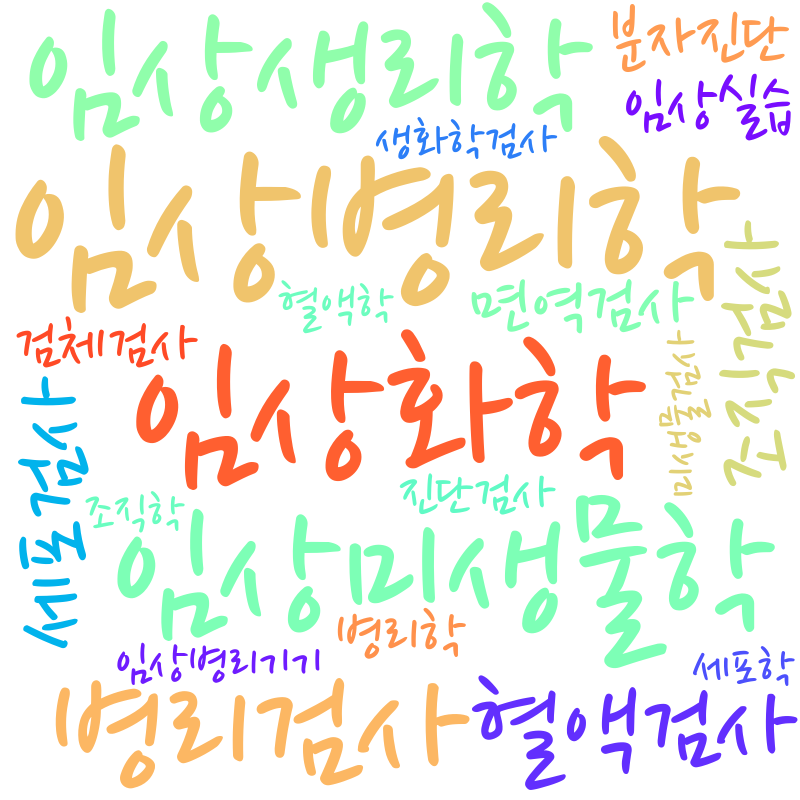 임상생리학
분자진단
임상실습
생화학검사
임상병리학
조직검사
혈액학
면역검사
검체검사
임상화학
미생물검사
세포검사
진단검사
조직학
임상미생물학
병리학
임상병리기기
세포학
병리검사
혈액검사